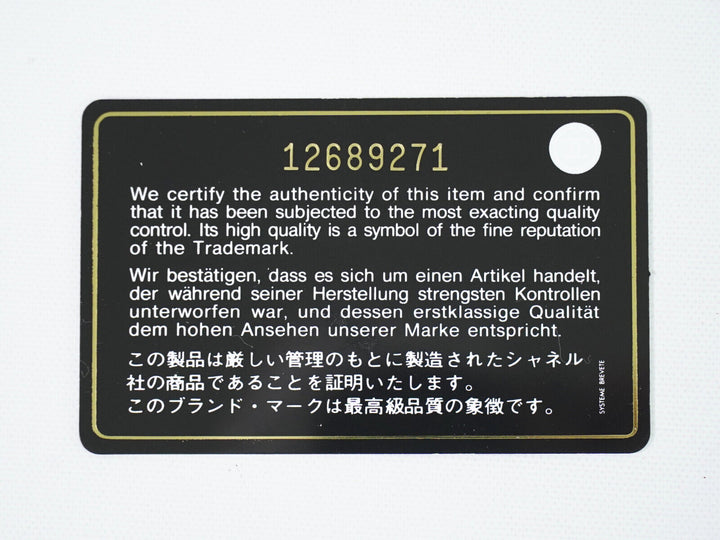 12689271
We certify the authenticity of this item and confirm
that it has been subjected to the most exacting quality
control. Its high quality is a symbol of the fine reputation
of the Trademark.
Wir bestätigen, dass es sich um einen Artikel handelt,
der während seiner Herstellung strengsten Kontrollen
unterworfen war, und dessen erstklassige Qualität
dem hohen Ansehen unserer Marke entspricht.
この製品は厳しい管理のもとに製造されたシャネル
社の商品であることを証明いたします。
このブランド・マークは最高級品質の象徴です。
SYSTEME BREVETE